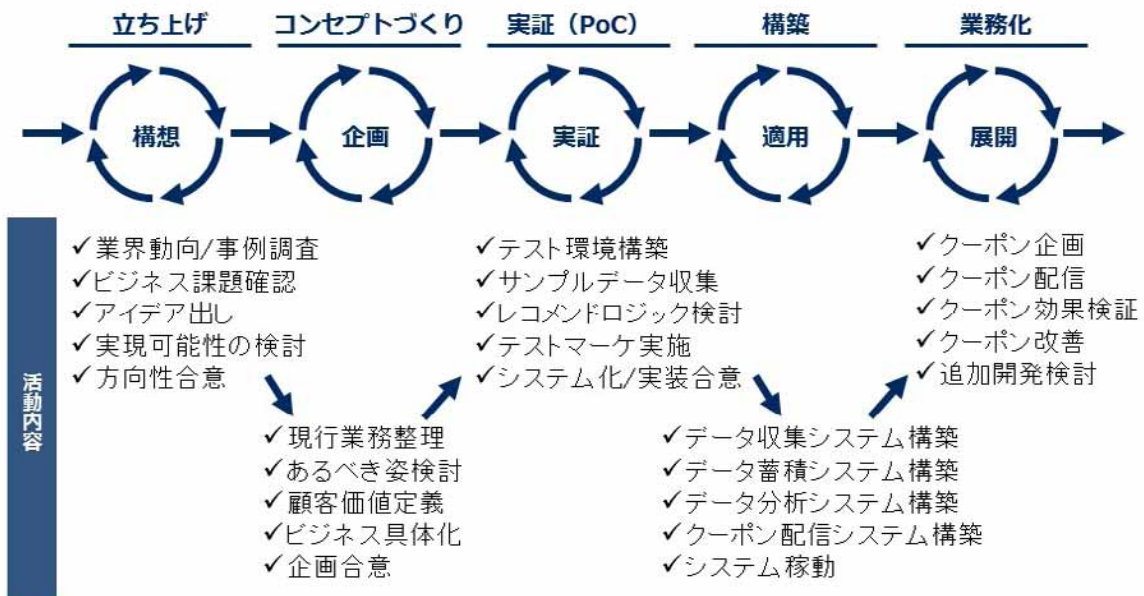 立ち上げ
コンセプトづくり
実証（PoC）
構築
業務化
構想
企画
実証
適用
展開
活動内容
✓業界動向/事例調査
✓ビジネス課題確認
✓アイデア出し
✓実現可能性の検討
✓方向性合意
✓現行業務整理
✓あるべき姿検討
✓顧客価値定義
✓ビジネス具体化
✓企画合意
✓テスト環境構築
✓サンプルデータ収集
✓レコメンドロジック検討
✓テストマーケ実施
✓システム化/実装合意
✓データ収集システム構築
✓データ蓄積システム構築
✓データ分析システム構築
✓クーポン配信システム構築
✓システム稼動
✓クーポン企画
✓クーポン配信
✓クーポン効果検証
✓クーポン改善
✓追加開発検討